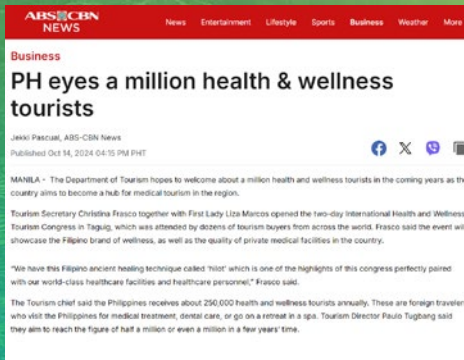 ABS CBN
NEWS
News Entertainment Lifestyle Sports Business Weather More
Business
PH eyes a million health & wellness
tourists
Jekki Pascual, ABS-CBN News
Published Oct 14, 2024 04:15 PM PHT
MANILA - The Department of Tourism hopes to welcome about a million health and wellness tourists in the coming years as the
country aims to become a hub for medical tourism in the region.
Tourism Secretary Christina Frasco together with First Lady Liza Marcos opened the two-day International Health and Wellness
Tourism Congress in Taguig, which was attended by dozens of tourism buyers from across the world. Frasco said the event will
showcase the Filipino brand of wellness, as well as the quality of private medical facilities in the country.
"We have this Filipino ancient healing technique called 'hilot' which is one of the highlights of this congress perfectly paired
with our world-class healthcare facilities and healthcare personnel," Frasco said.
The Tourism chief said the Philippines receives about 250,000 health and wellness tourists annually. These are foreign travelers
who visit the Philippines for medical treatment, dental care, or go on a retreat in a spa. Tourism Director Paulo Tugbang said
they aim to reach the figure of half a million or even a million in a few years' time.